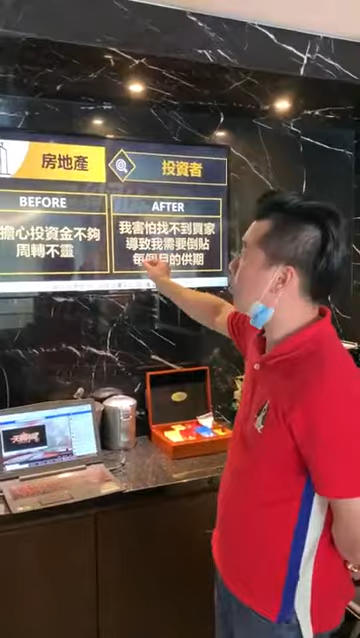 房地產
投資者
BEFORE
擔心投資金不夠
周轉不靈
AFTER
我害怕找不到買家
導致我需要倒貼
每個月的供期